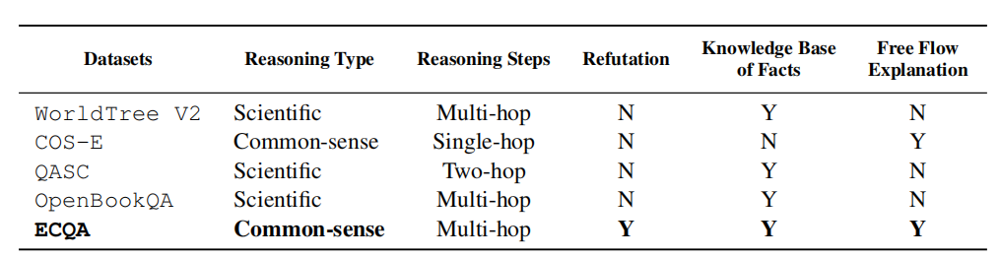 Datasets Reasoning Type Reasoning Steps Refutation Knowledge Base of Facts Free Flow Explanation
WorldTree V2 Scientific Multi-hop N Y N
COS-E Common-sense Single-hop N N Y
QASC Scientific Two-hop N Y N
OpenBookQA Scientific Multi-hop N Y N
ECQA Common-sense Multi-hop Y Y Y